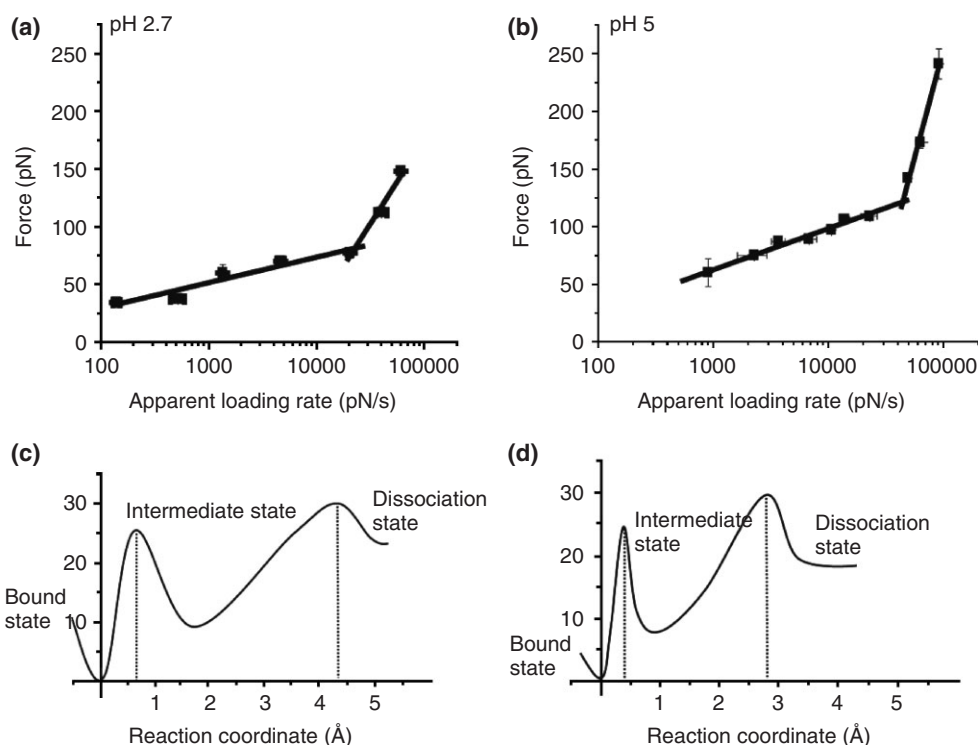 (a) pH 2.7
250
200
150
100
50
0
Force (pN)
100 1000 10000 100000
Apparent loading rate (pN/s)
(b) pH 5
250
200
150
100
50
0
Force (pN)
100 1000 10000 100000
Apparent loading rate (pN/s)
(c)
30
20
10
Intermediate state
Dissociation
state
Bound
state
1 2 3 4 5
Reaction coordinate (Å)
(d)
30
20
10
Intermediate
state
Dissociation
state
Bound
state
1 2 3 4 5
Reaction coordinate (Å)